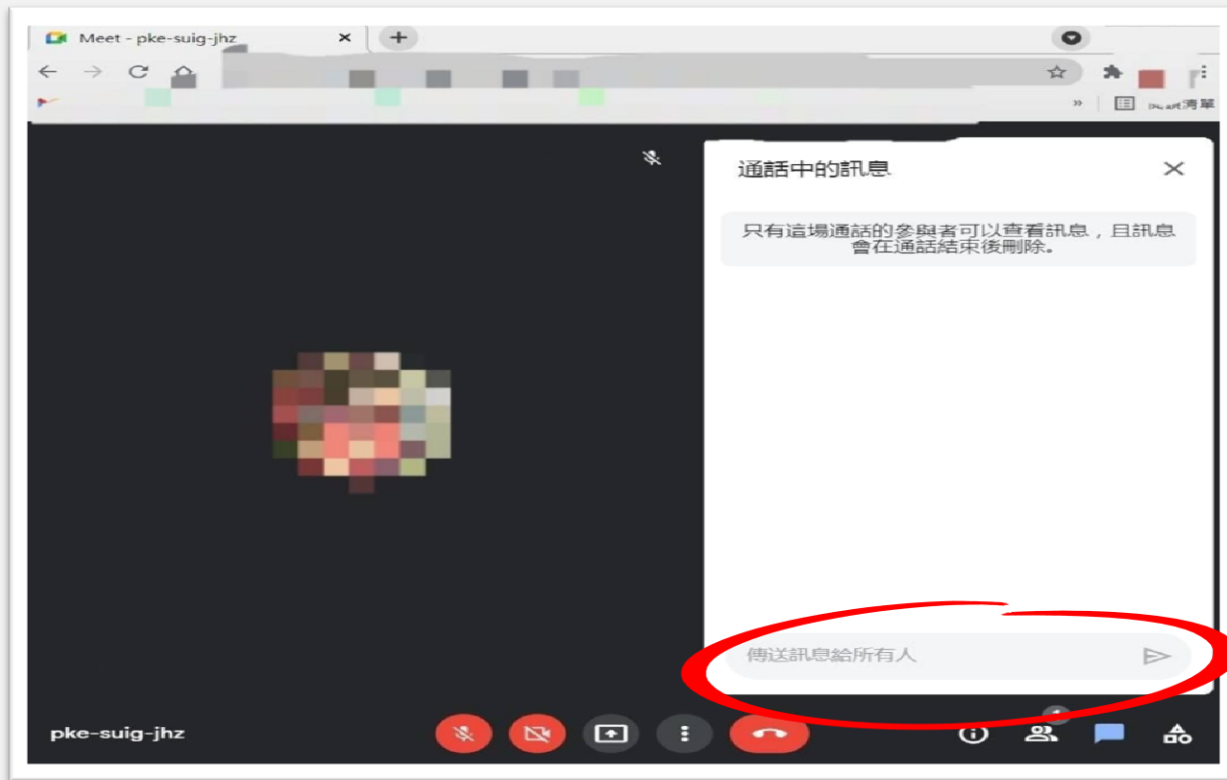 Meet - pke-suig-jhz
清單
通話中的訊息
只有這場通話的參與者可以查看訊息，且訊息
會在通話結束後刪除。
傳送訊息給所有人
pke-suig-jhz